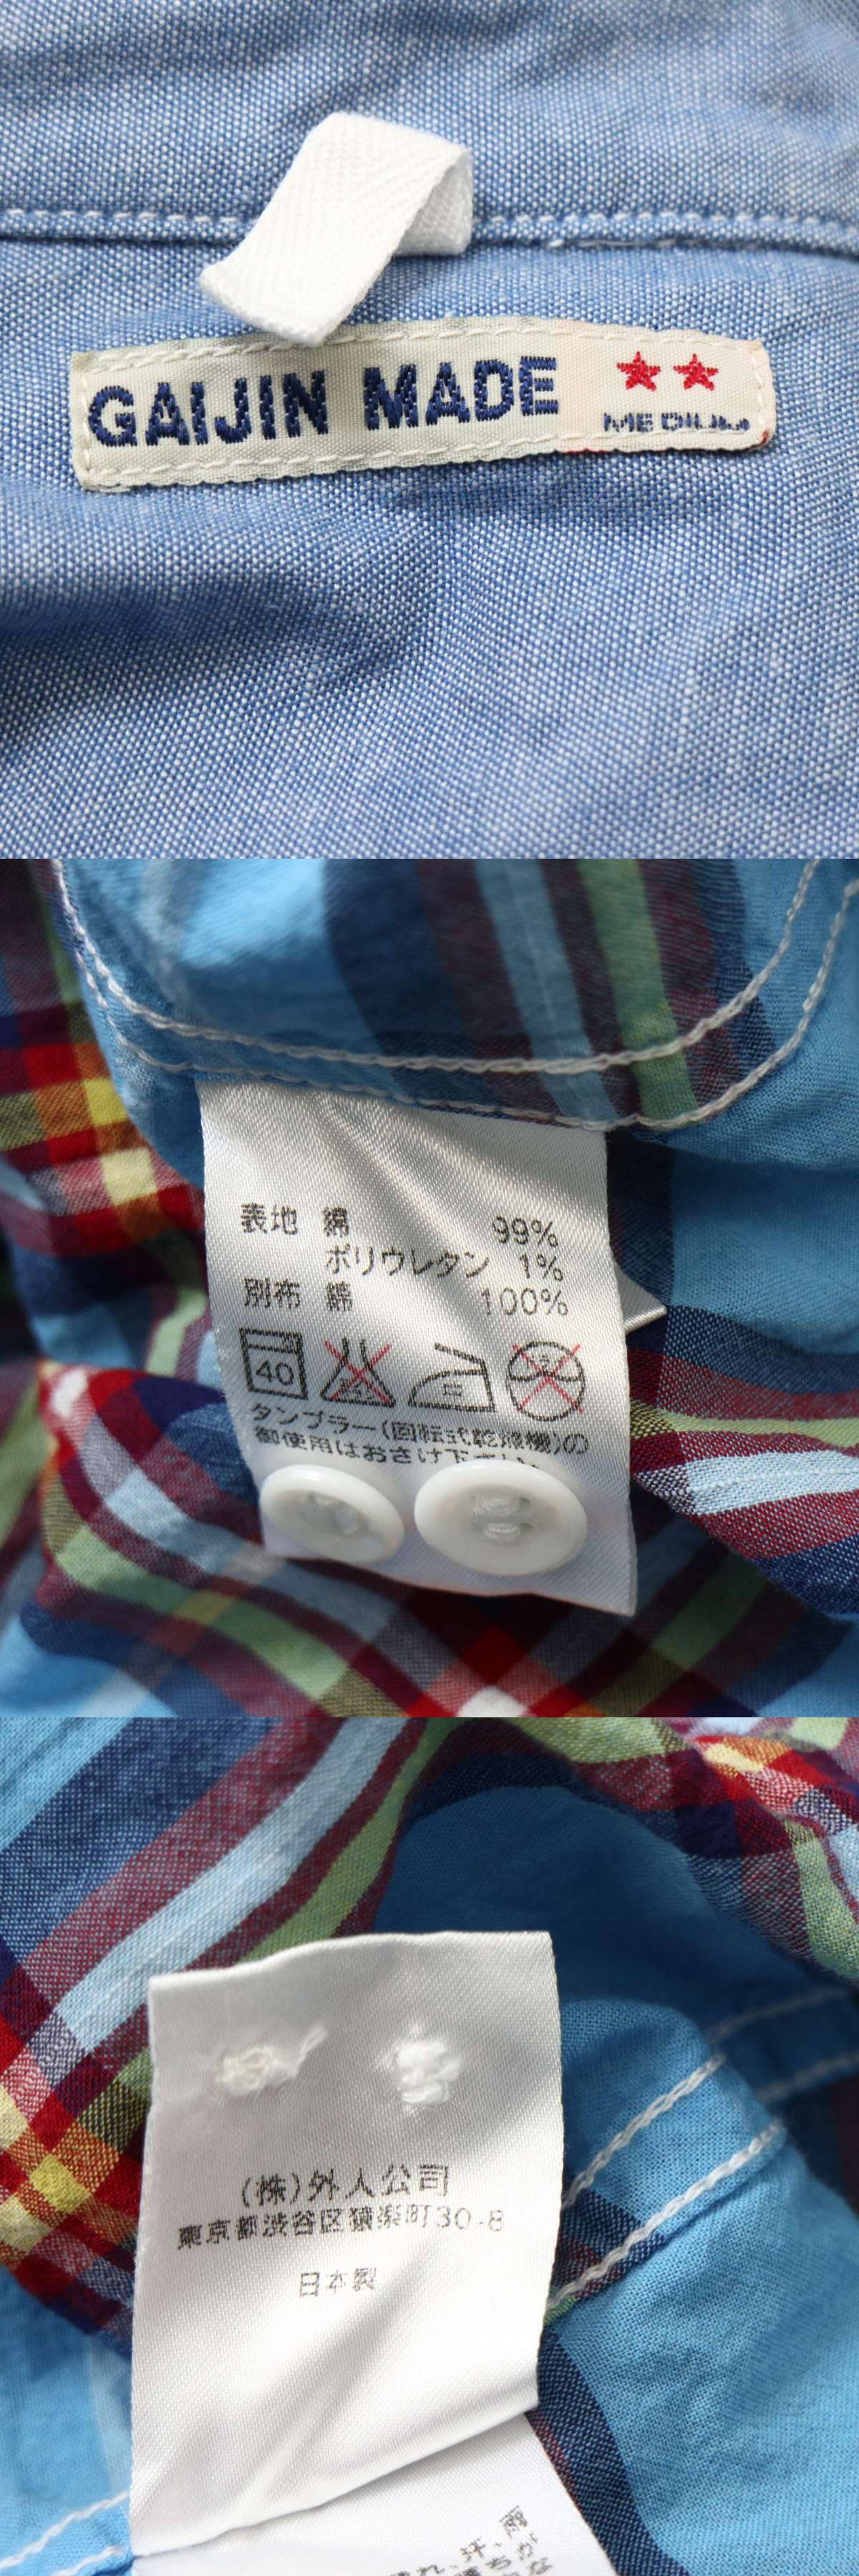 GAIJIN MADE
MEDIUM
表地 綿 99%
ポリウレタン 1%
別布 綿 100%
40
タンブラー(回転式乾燥機)の
御使用はおさけ下さい。
(株)外人公司
東京都渋谷区猿楽町30-8
日本製
汗、雨